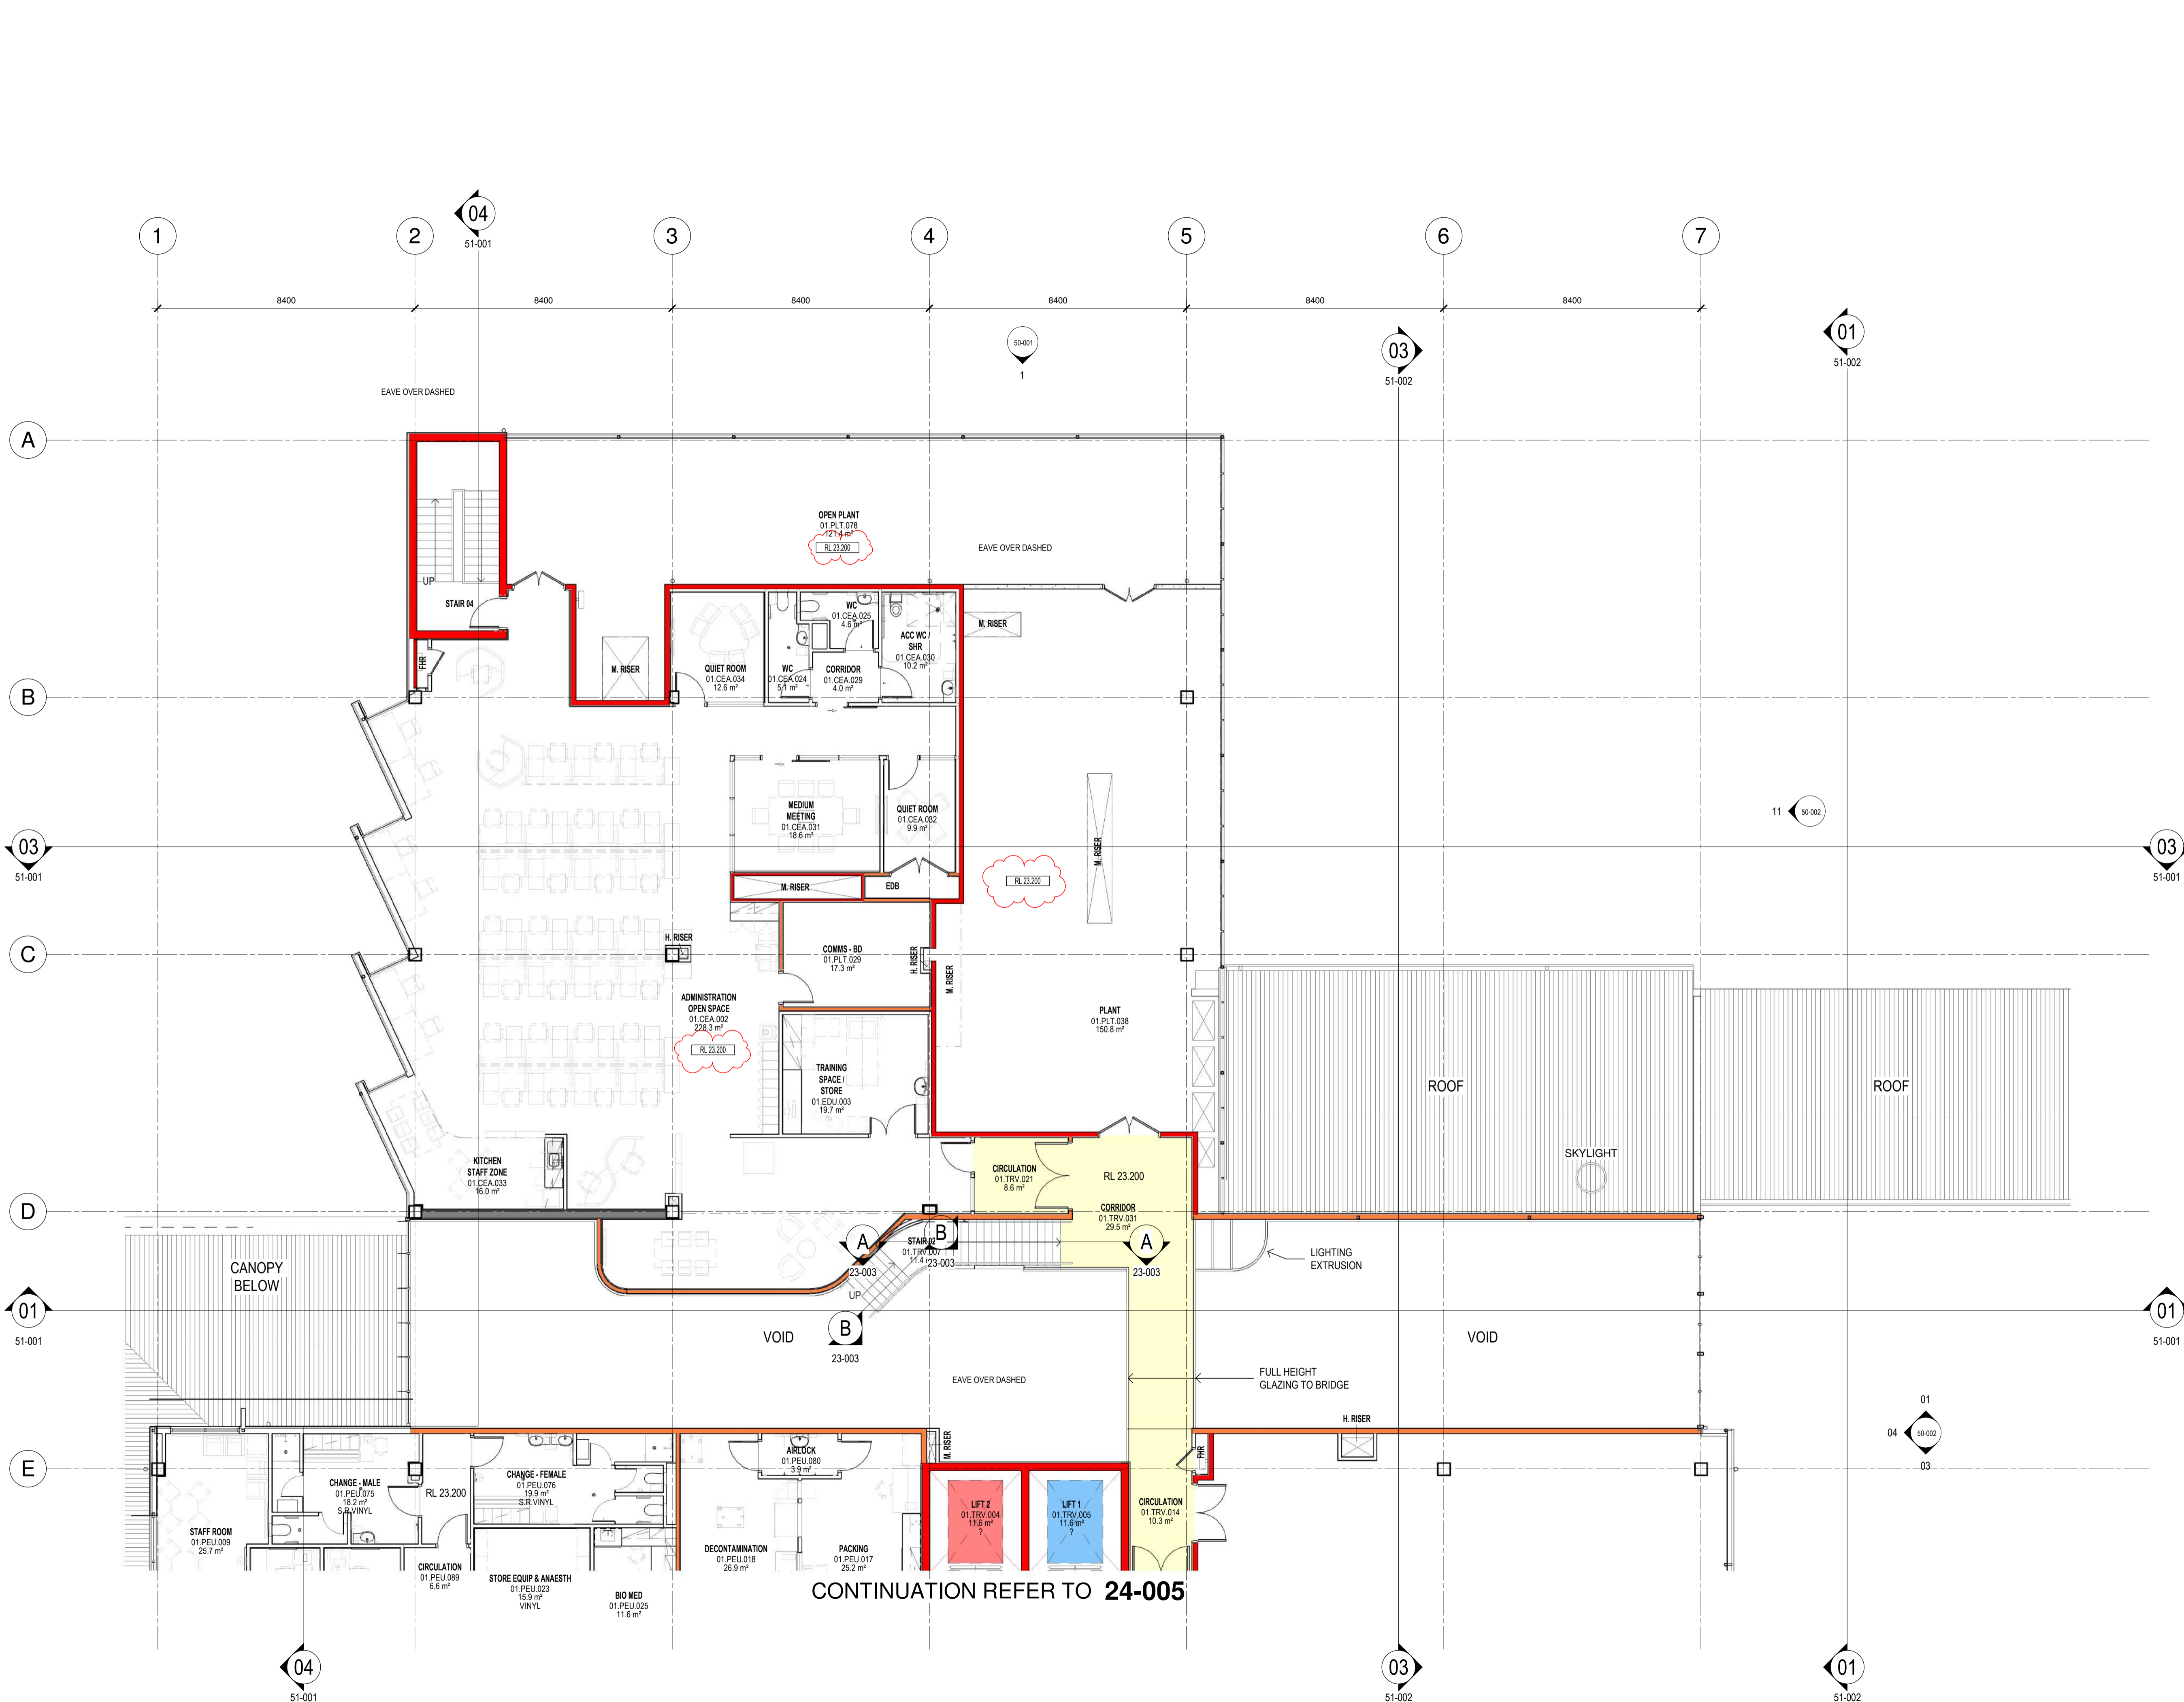 04
51-001
1
2
3
4
5
6
7
8400
8400
8400
8400
8400
8400
50-001
1
03
51-002
01
51-002
EAVE OVER DASHED
A
OPEN PLANT
01.PLT.078
121.4 m²
RL 23.200
EAVE OVER DASHED
UP
STAIR 04
FHR
M. RISER
QUIET ROOM
01.CEA.034
12.6 m²
WC
01.CEA.024
5.1 m²
WC
01.CEA.025
4.6 m²
CORRIDOR
01.CEA.029
4.0 m²
ACC WC /
SHR
01.CEA.030
10.2 m²
M. RISER
B
MEDIUM
MEETING
01.CEA.031
18.6 m²
QUIET ROOM
01.CEA.032
9.9 m²
M. RISER
11
50-002
03
51-001
03
51-001
M. RISER
EDB
RL 23.200
C
H. RISER
COMMS - BD
01.PLT.029
17.3 m²
H. RISER
M. RISER
ADMINISTRATION
OPEN SPACE
01.CEA.002
228.3 m²
RL 23.200
PLANT
01.PLT.038
150.8 m²
TRAINING
SPACE /
STORE
01.EDU.003
19.7 m²
ROOF
ROOF
SKYLIGHT
KITCHEN
STAFF ZONE
01.CEA.033
16.0 m²
CIRCULATION
01.TRV.021
8.6 m²
RL 23.200
CORRIDOR
01.TRV.031
29.5 m²
D
A
23-003
B
23-003
STAIR 02
01.TRV.007
11.4
A
23-003
LIGHTING
EXTRUSION
CANOPY
BELOW
UP
B
23-003
01
51-001
01
51-001
VOID
VOID
EAVE OVER DASHED
FULL HEIGHT
GLAZING TO BRIDGE
H. RISER
01
04
50-002
03
E
M. RISER
FHR
AIRLOCK
01.PEU.080
3.9 m²
CHANGE - MALE
01.PEU.075
18.2 m²
S.R.VINYL
RL 23.200
CHANGE - FEMALE
01.PEU.076
19.9 m²
S.R.VINYL
LIFT 2
01.TRV.004
11.6 m²
?
LIFT 1
01.TRV.005
11.6 m²
?
CIRCULATION
01.TRV.014
10.3 m²
STAFF ROOM
01.PEU.009
25.7 m²
DECONTAMINATION
01.PEU.018
26.9 m²
PACKING
01.PEU.017
25.2 m²
CIRCULATION
01.PEU.089
6.6 m²
STORE EQUIP & ANAESTH
01.PEU.023
15.9 m²
VINYL
BIO MED
01.PEU.025
11.6 m²
CONTINUATION REFER TO 24-005
04
51-001
03
51-002
01
51-002